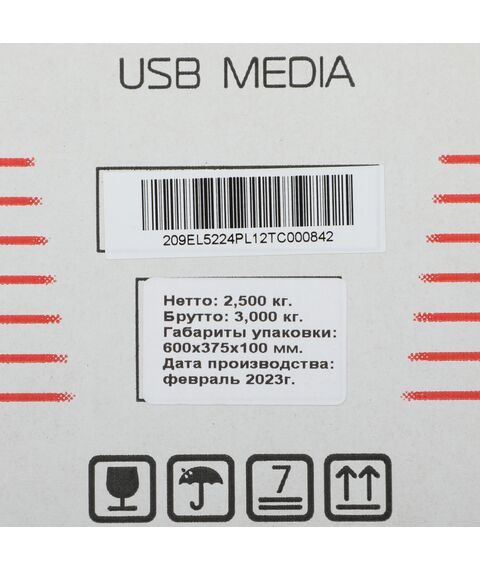 USB MEDIA
209EL5224PL12TC000842
Нетто: 2,500 кг.
Брутто: 3,000 кг.
Габариты упаковки:
600х375х100 мм.
Дата производства:
февраль 2023г.
7